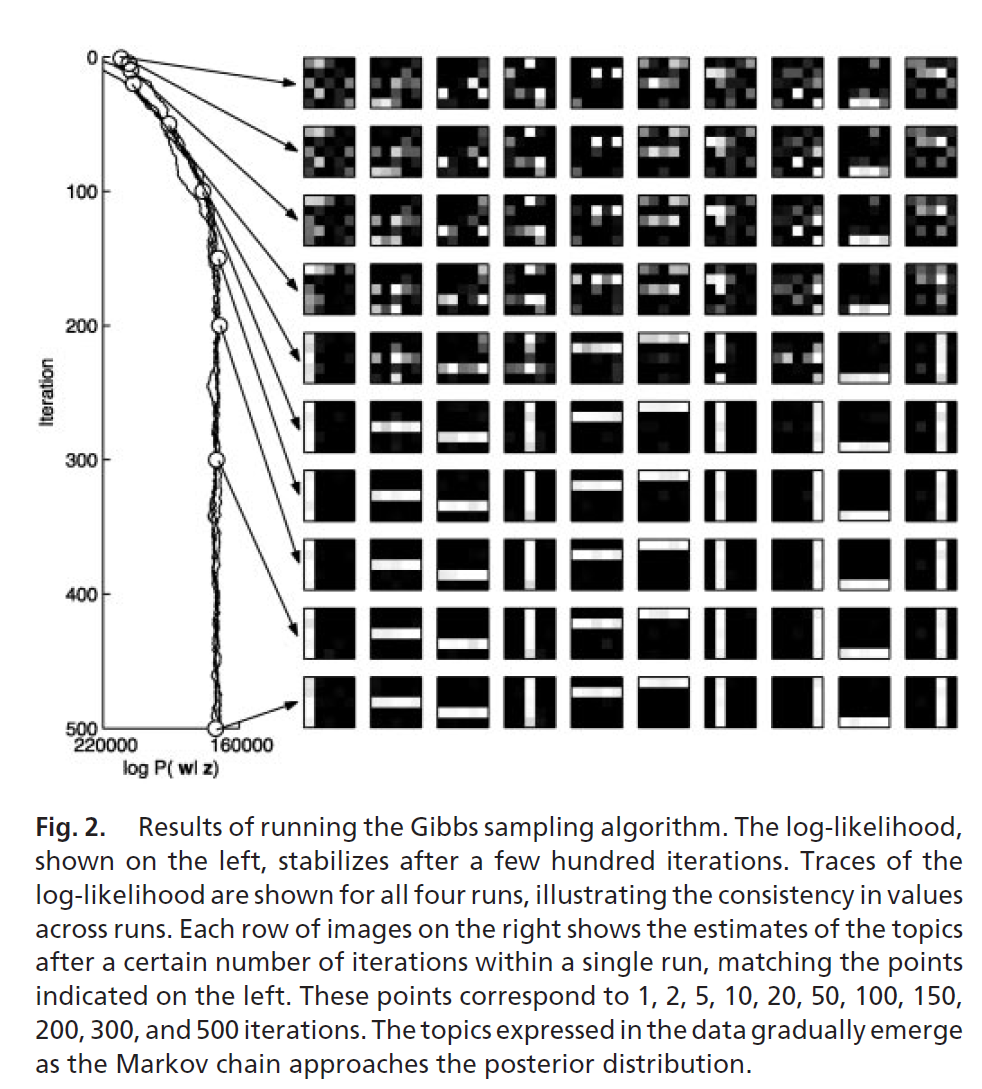 0
100
200
300
400
500
Iteration
220000 160000
log P( w| z)
Fig. 2. Results of running the Gibbs sampling algorithm. The log-likelihood,
shown on the left, stabilizes after a few hundred iterations. Traces of the
log-likelihood are shown for all four runs, illustrating the consistency in values
across runs. Each row of images on the right shows the estimates of the topics
after a certain number of iterations within a single run, matching the points
indicated on the left. These points correspond to 1, 2, 5, 10, 20, 50, 100, 150,
200, 300, and 500 iterations. The topics expressed in the data gradually emerge
as the Markov chain approaches the posterior distribution.